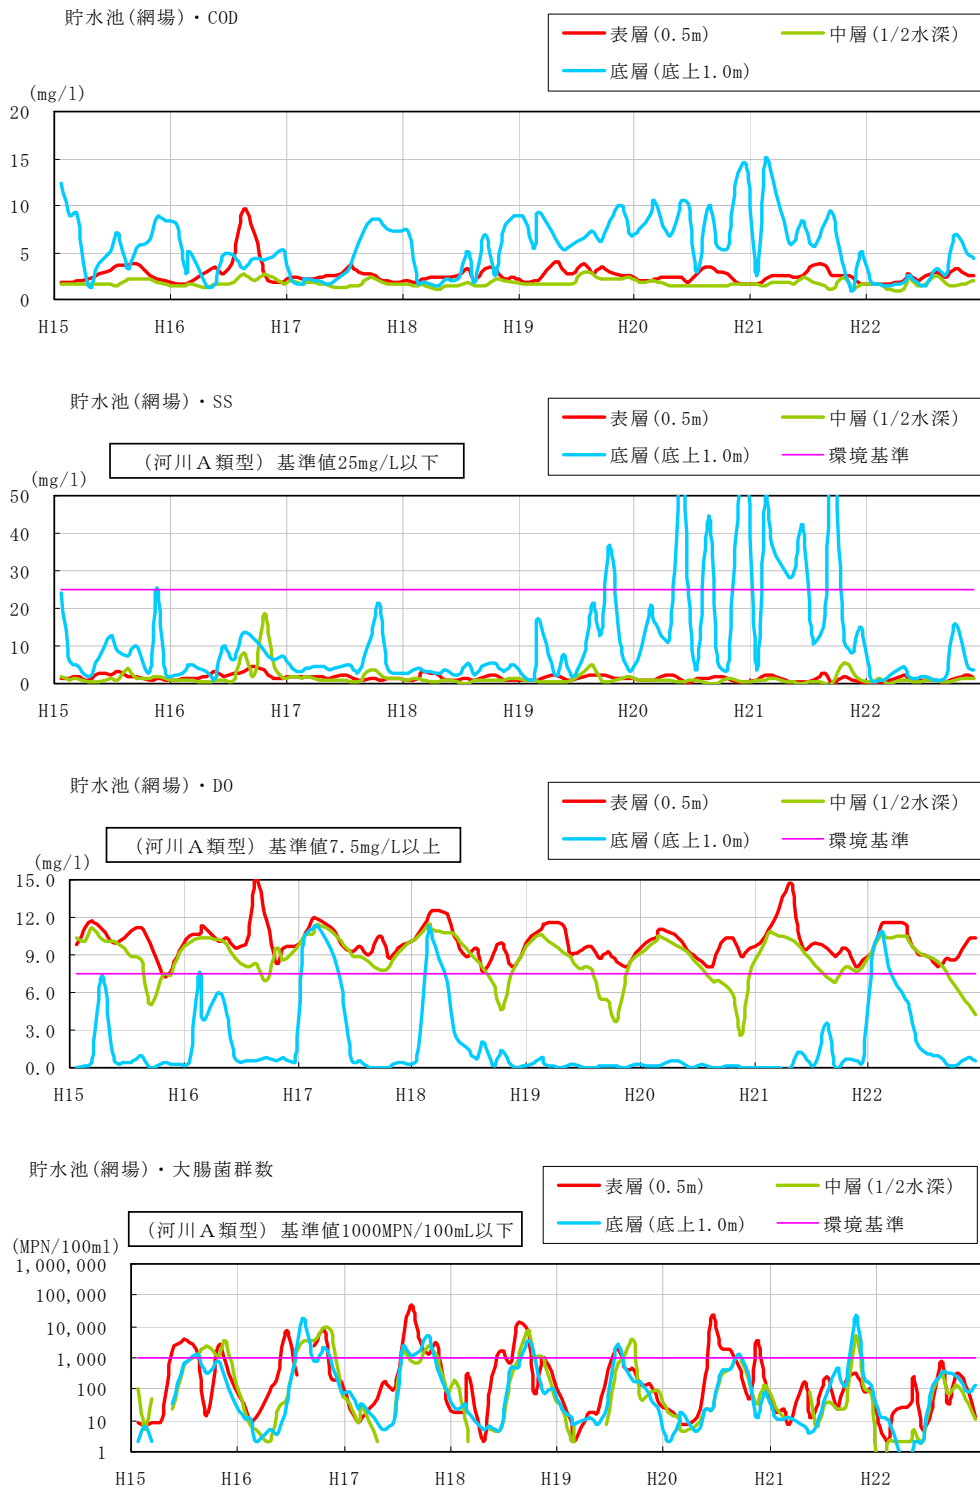 貯水池(網場)・COD
表層(0.5m) 中層(1/2水深)
底層(底上1.0m)
(mg/l)
20
15
10
5
0
H15 H16 H17 H18 H19 H20 H21 H22
貯水池(網場)・SS
表層(0.5m) 中層(1/2水深)
底層(底上1.0m) 環境基準
(河川A類型)基準値25mg/L以下
(mg/l)
50
40
30
20
10
0
H15 H16 H17 H18 H19 H20 H21 H22
貯水池(網場)・DO
表層(0.5m) 中層(1/2水深)
底層(底上1.0m) 環境基準
(河川A類型)基準値7.5mg/L以上
(mg/l)
15.0
12.0
9.0
6.0
3.0
0.0
H15 H16 H17 H18 H19 H20 H21 H22
貯水池(網場)・大腸菌群数
表層(0.5m) 中層(1/2水深)
底層(底上1.0m) 環境基準
(河川A類型)基準値1000MPN/100mL以下
(MPN/100ml)
1,000,000
100,000
10,000
1,000
100
10
1
H15 H16 H17 H18 H19 H20 H21 H22